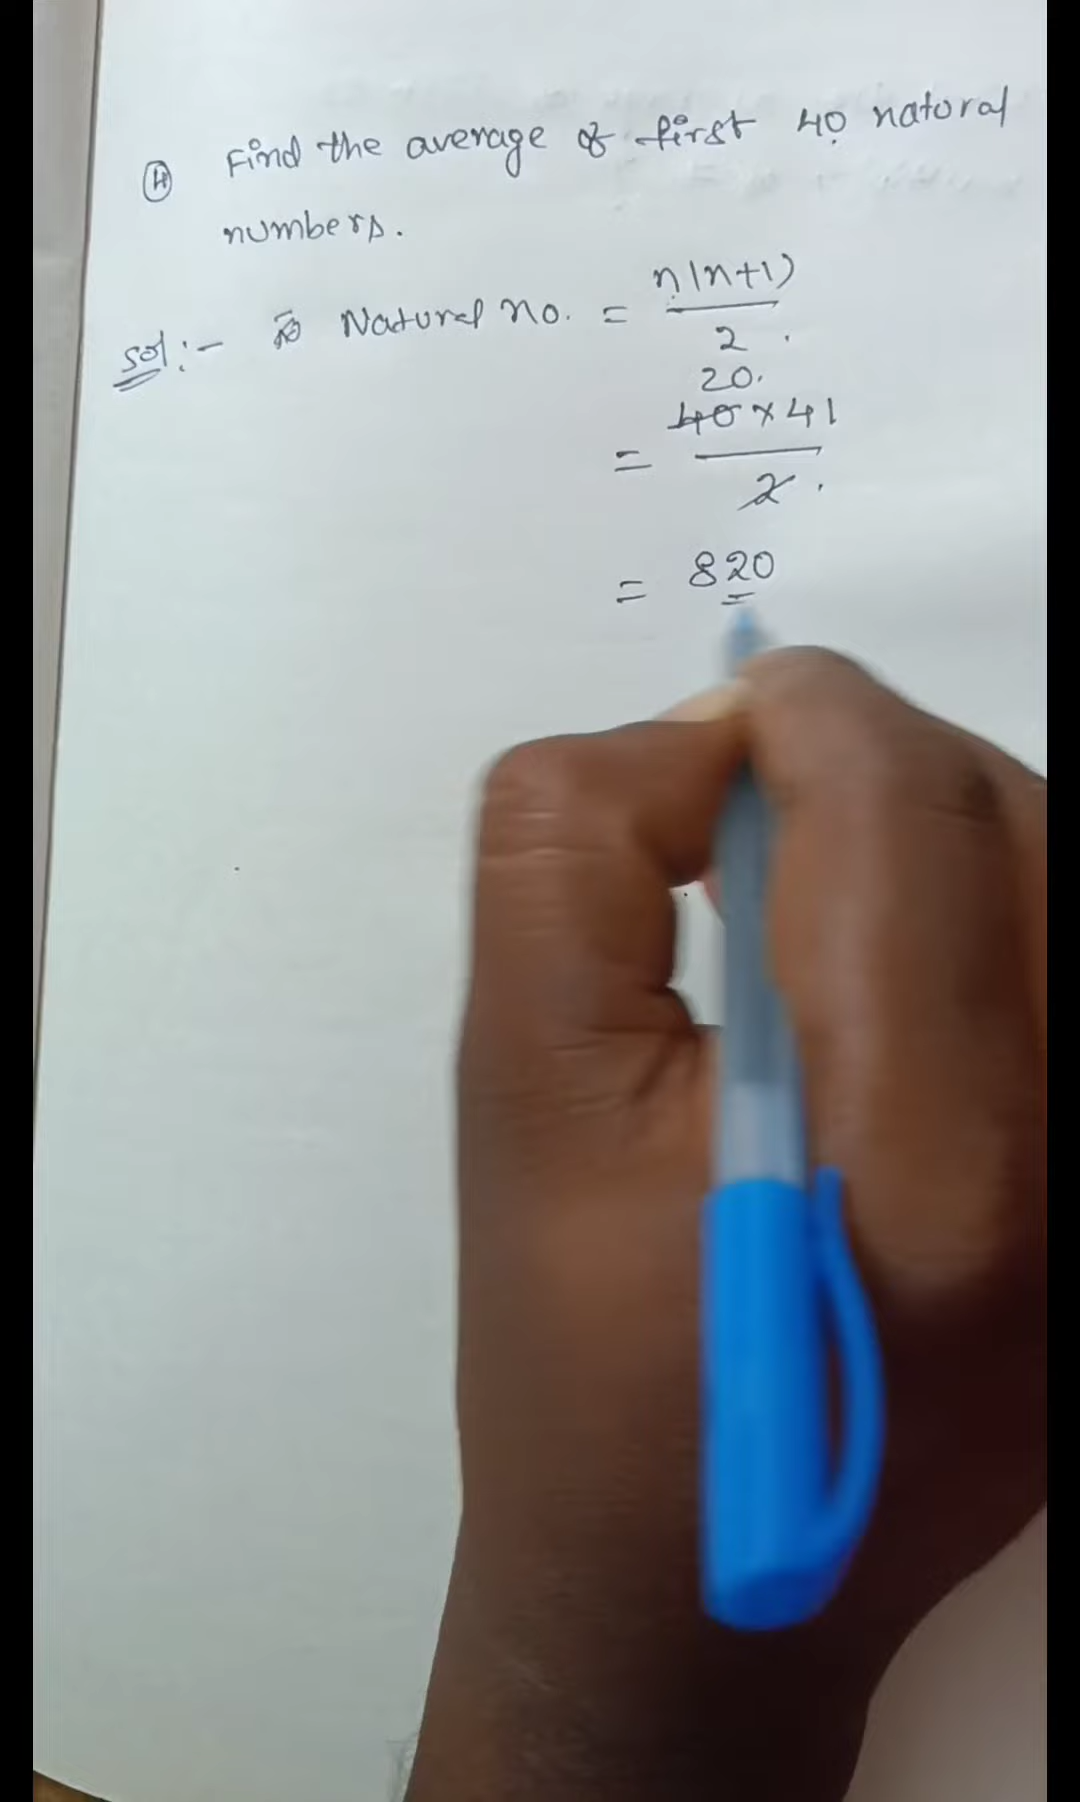 (4) Find the average of first 40 natural
numbers.
Sol:- Natural no. = n(n+1)
2.
20.
= 40 x 41
2.
= 820